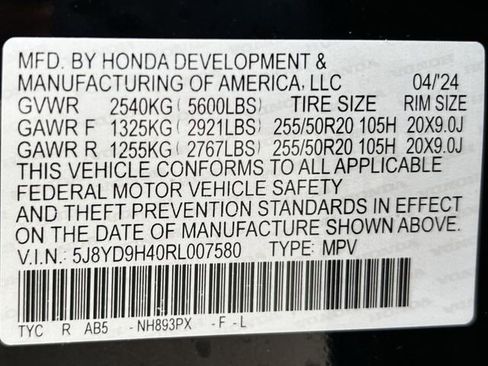 MFD. BY HONDA DEVELOPMENT &
MANUFACTURING OF AMERICA, LLC 04/'24
GVWR 2540KG ( 5600LBS) TIRE SIZE RIM SIZE
GAWR F 1325KG ( 2921LBS) 255/50R20 105H 20X9.0J
GAWR R 1255KG ( 2767LBS) 255/50R20 105H 20X9.0J
THIS VEHICLE CONFORMS TO ALL APPLICABLE
FEDERAL MOTOR VEHICLE SAFETY
AND THEFT PREVENTION STANDARDS IN EFFECT
ON THE DATE OF MANUFACTURE SHOWN ABOVE.
V.I.N: 5J8YD9H40RL007580 TYPE: MPV
TYC R AB5 - NH893PX - F - L